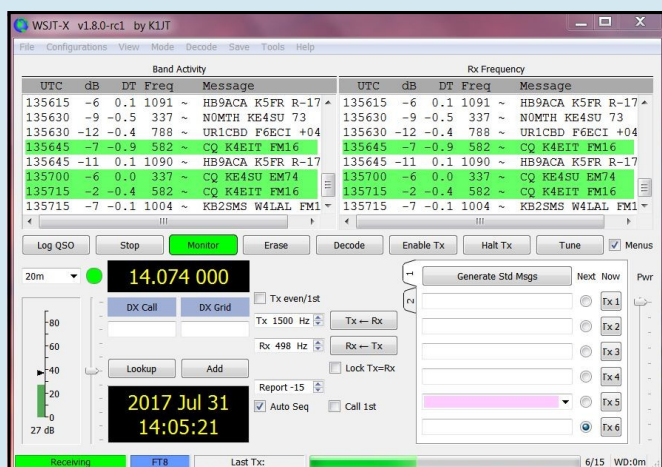 WSJT-X v1.8.0-rc1 by K1JT
File Configurations View Mode Decode Save Tools Help
Band Activity
UTC dB DT Freq Message
135615 -6 0.1 1091 ~ HB9ACA K5FR R-17
135630 -9 -0.5 337 ~ N0MTH KE4SU 73
135630 -12 -0.4 788 ~ UR1CBD F6ECI +04
135645 -7 -0.9 582 ~ CQ K4EIT FM16
135645 -11 0.1 1090 ~ HB9ACA K5FR R-17
135700 -6 0.0 337 ~ CQ KE4SU EM74
135715 -2 -0.4 582 ~ CQ K4EIT FM16
135715 -7 -0.1 1004 ~ KB2SMS W4LAL FM1
Rx Frequency
UTC dB DT Freq Message
135615 -6 0.1 1091 ~ HB9ACA K5FR R-17
135630 -9 -0.5 337 ~ N0MTH KE4SU 73
135630 -12 -0.4 788 ~ UR1CBD F6ECI +04
135645 -7 -0.9 582 ~ CQ K4EIT FM16
135645 -11 0.1 1090 ~ HB9ACA K5FR R-17
135700 -6 0.0 337 ~ CQ KE4SU EM74
135715 -2 -0.4 582 ~ CQ K4EIT FM16
135715 -7 -0.1 1004 ~ KB2SMS W4LAL FM1
Log QSO Stop Monitor Erase Decode Enable Tx Halt Tx Tune Menus
20m 14.074 000
DX Call DX Grid
Lookup Add
2017 Jul 31
14:05:21
-80
-60
-40
-20
-0
27 dB
Tx even/1st
Tx 1500 Hz Tx ← Rx
Rx 498 Hz Rx ← Tx
Lock Tx=Rx
Report -15
Auto Seq Call 1st
1
2
Generate Std Msgs Next Now Pwr
Tx 1
Tx 2
Tx 3
Tx 4
Tx 5
Tx 6
Receiving FT8 Last Tx: 6/15 WD:0m